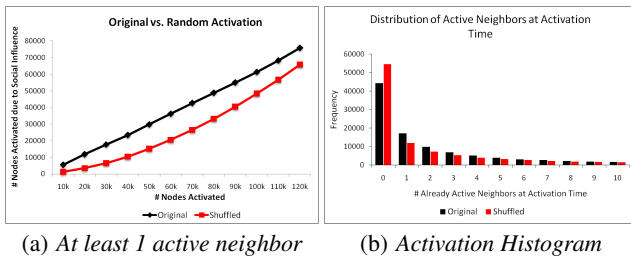 Original vs. Random Activation
# Nodes Activated due to Social Influence
80000
70000
60000
50000
40000
30000
20000
10000
0
10k 20k 30k 40k 50k 60k 70k 80k 90k 100k 110k 120k
# Nodes Activated
Original Shuffled
(a) At least 1 active neighbor
Distribution of Active Neighbors at Activation
Time
Frequency
60000
50000
40000
30000
20000
10000
0
0 1 2 3 4 5 6 7 8 9 10
# Already Active Neighbors at Activation Time
Original Shuffled
(b) Activation Histogram